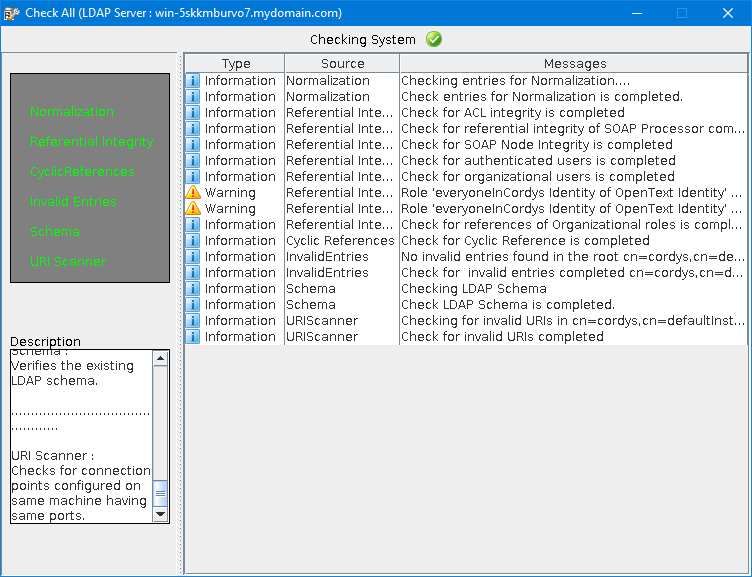 Check All (LDAP Server : win-5skkmburvo7.mydomain.com)
Checking System
Normalization
Referential Integrity
CyclicReferences
Invalid Entries
Schema
URI Scanner
Description
Schema :
Verifies the existing
LDAP schema.
...................................
............
URI Scanner :
Checks for connection
points configured on
same machine having
same ports.
Type Source Messages
Information Normalization Checking entries for Normalization....
Information Normalization Check entries for Normalization is completed.
Information Referential Inte... Check for ACL integrity is completed
Information Referential Inte... Check for referential integrity of SOAP Processor com...
Information Referential Inte... Check for SOAP Node Integrity is completed
Information Referential Inte... Check for authenticated users is completed
Information Referential Inte... Check for organizational users is completed
Warning Referential Inte... Role 'everyoneInCordys Identity of OpenText Identity' ...
Warning Referential Inte... Role 'everyoneInCordys Identity of OpenText Identity' ...
Information Referential Inte... Check for references of Organizational roles is compl...
Information Cyclic References Check for Cyclic Reference is completed
Information InvalidEntries No invalid entries found in the root cn=cordys,cn=de...
Information InvalidEntries Check for  invalid entries completed cn=cordys,cn=d...
Information Schema Checking LDAP Schema
Information Schema Check LDAP Schema is completed.
Information URIScanner Checking for invalid URIs in cn=cordys,cn=defaultInst...
Information URIScanner Check for invalid URIs completed